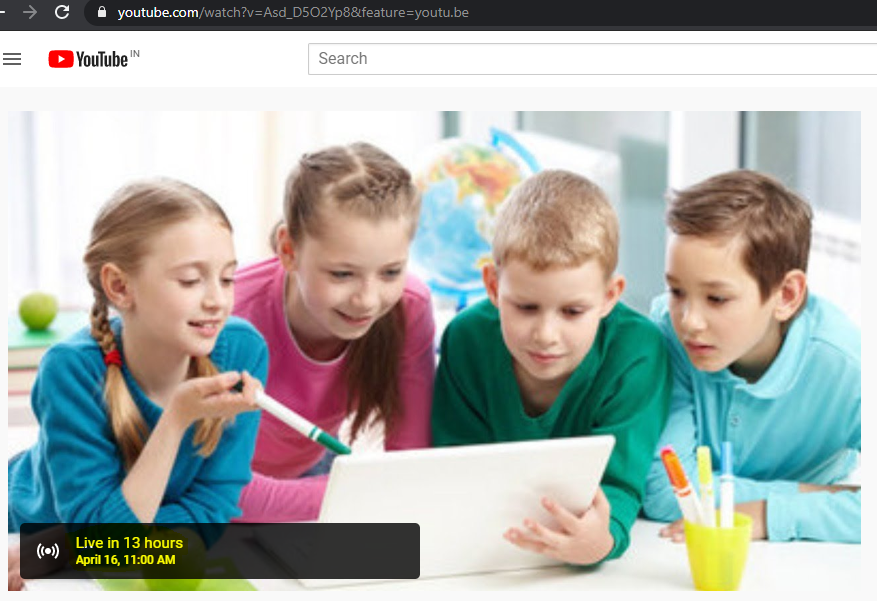 youtube.com/watch?v=Asd_D5O2Yp8&feature=youtu.be
YouTube IN
Search
Live in 13 hours
April 16, 11:00 AM